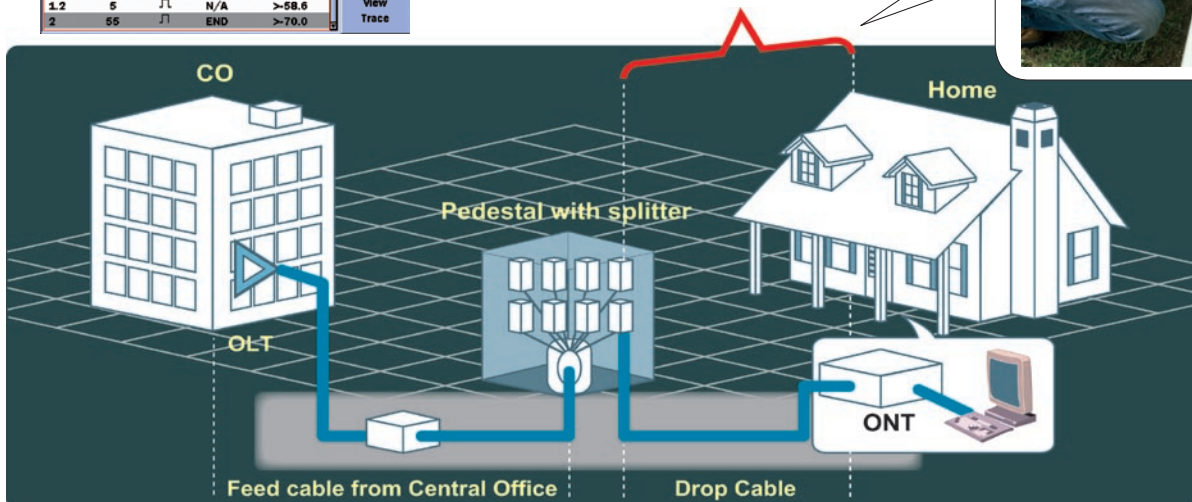 1.2 5 N/A >-58.6
View
2 55 END >-70.0
Trace
CO
Home
Pedestal with splitter
OLT
ONT
Feed cable from Central Office
Drop Cable